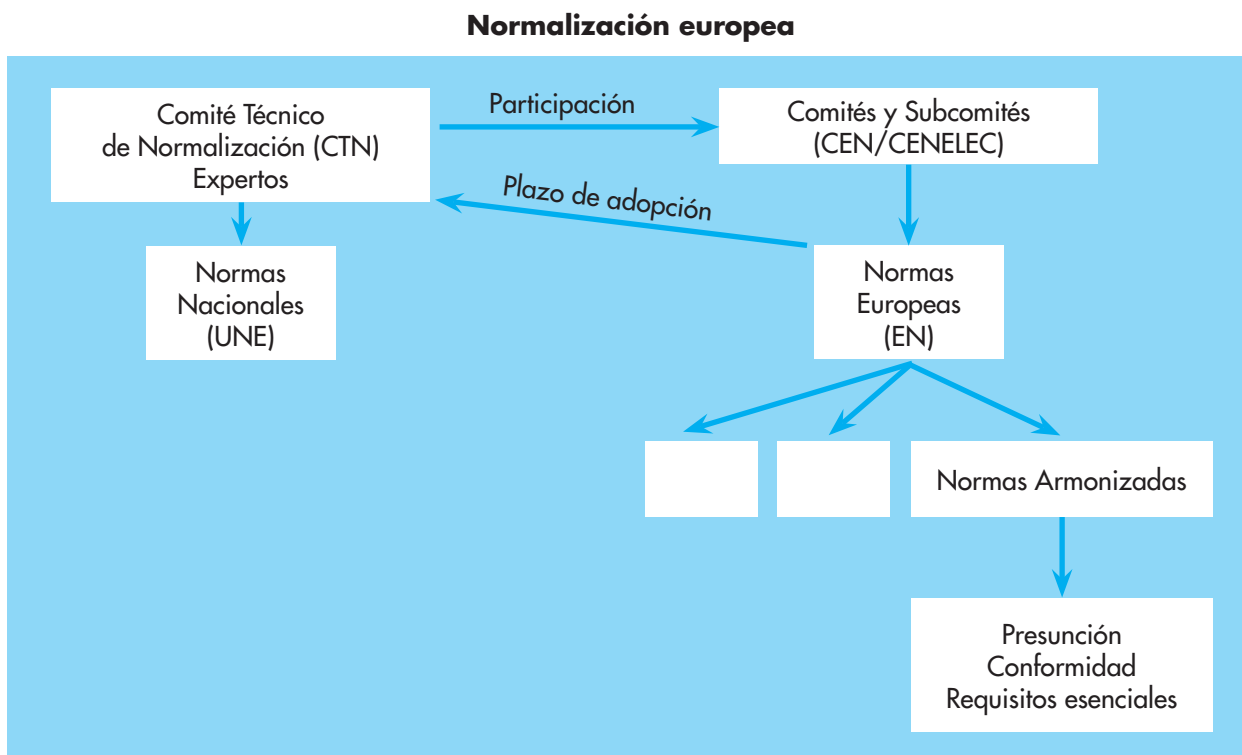 Normalización europea
Comité Técnico
de Normalización (CTN)
Expertos
Participación
Comités y Subcomités
(CEN/CENELEC)
Plazo de adopción
Normas
Nacionales
(UNE)
Normas
Europeas
(EN)
Normas Armonizadas
Presunción
Conformidad
Requisitos esenciales